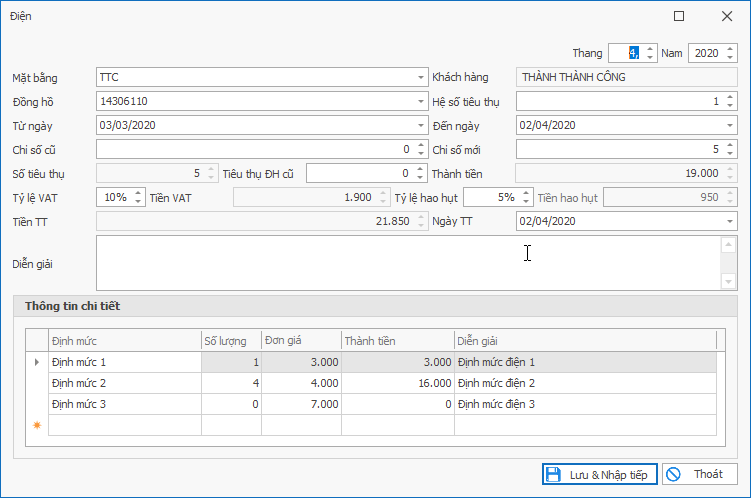 Điện
Thang 4, Nam 2020
Mặt bằng TTC Khách hàng THÀNH THÀNH CÔNG
Đồng hồ 14306110 Hệ số tiêu thụ 1
Từ ngày 03/03/2020 Đến ngày 02/04/2020
Chỉ số cũ 0 Chỉ số mới 5
Số tiêu thụ 5 Tiêu thụ ĐH cũ 0 Thành tiền 19.000
Tỷ lệ VAT 10% Tiền VAT 1.900 Tỷ lệ hao hụt 5% Tiền hao hụt 950
Tiền TT 21.850 Ngày TT 02/04/2020
Diễn giải
Thông tin chi tiết
Định mức Số lượng Đơn giá Thành tiền Diễn giải
Định mức 1 1 3.000 3.000 Định mức điện 1
Định mức 2 4 4.000 16.000 Định mức điện 2
Định mức 3 0 7.000 0 Định mức điện 3
Lưu & Nhập tiếp Thoát